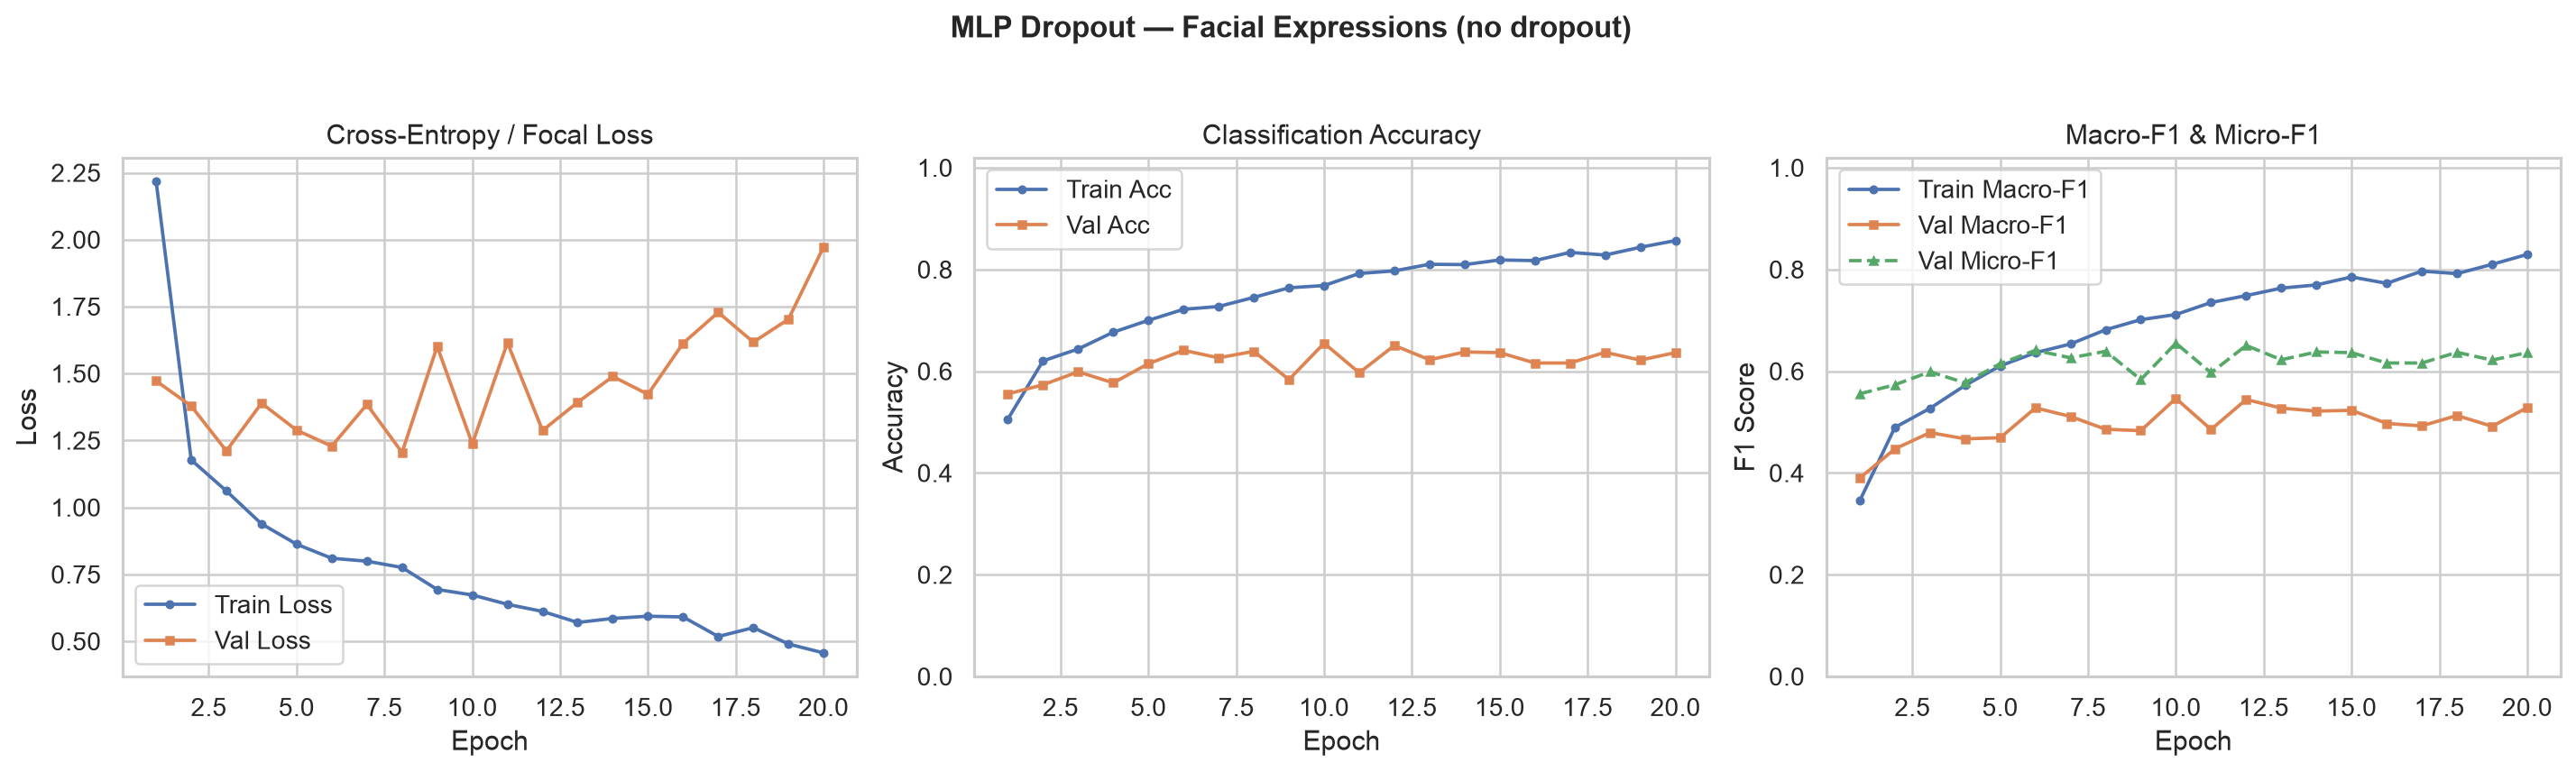 MLP Dropout — Facial Expressions (no dropout)
Cross-Entropy / Focal Loss
Loss
2.25
2.00
1.75
1.50
1.25
1.00
0.75
0.50
Train Loss
Val Loss
2.5 5.0 7.5 10.0 12.5 15.0 17.5 20.0
Epoch
Classification Accuracy
Accuracy
1.0
0.8
0.6
0.4
0.2
0.0
Train Acc
Val Acc
2.5 5.0 7.5 10.0 12.5 15.0 17.5 20.0
Epoch
Macro-F1 & Micro-F1
F1 Score
1.0
0.8
0.6
0.4
0.2
0.0
Train Macro-F1
Val Macro-F1
Val Micro-F1
2.5 5.0 7.5 10.0 12.5 15.0 17.5 20.0
Epoch